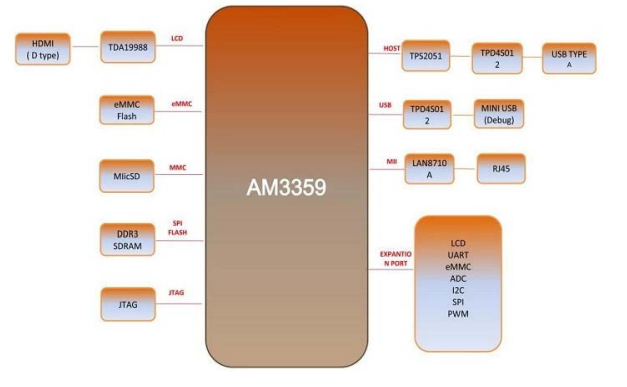 HDMI
( D type)
TDA19988
LCD
eMMC
Flash
eMMC
MIicSD
MMC
DDR3
SDRAM
SPI
FLASH
JTAG
JTAG
AM3359
HOST
TPS2051
TPD4S01
2
USB TYPE
A
USB
TPD4S01
2
MINI USB
(Debug)
MII
LAN8710
A
RJ45
EXPANTIO
N PORT
LCD
UART
eMMC
ADC
I2C
SPI
PWM